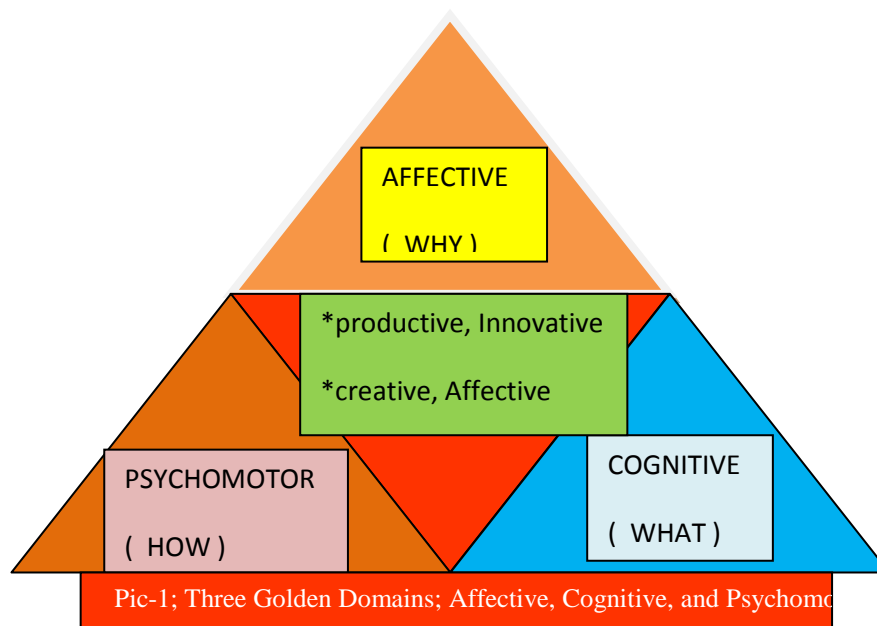 AFFECTIVE
( WHY )
*productive, Innovative
*creative, Affective
PSYCHOMOTOR
( HOW )
COGNITIVE
( WHAT )
Pic-1; Three Golden Domains; Affective, Cognitive, and